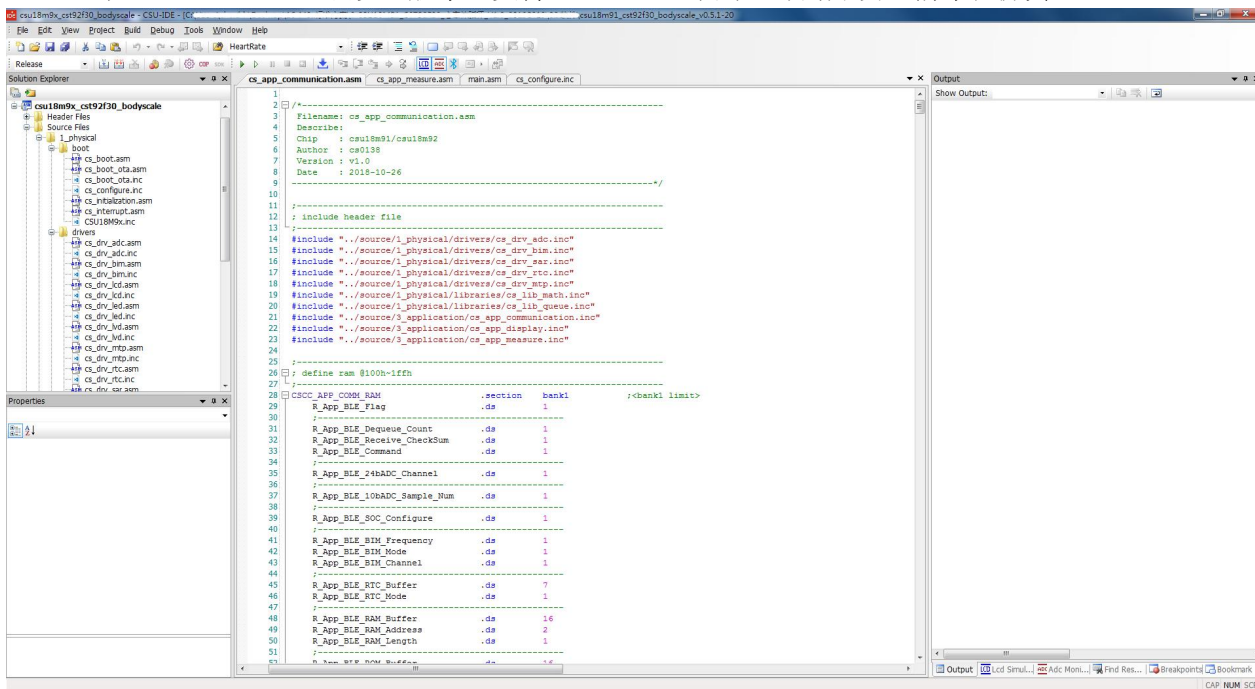 csu18m9x_cst92f30_bodyscale - CSU-IDE - [C:
csu18m91_cst92f30_bodyscale_v0.5.1-20
File Edit View Project Build Debug Tools Window Help
HeartRate
Release
Solution Explorer
csu18m9x_cst92f30_bodyscale
Header Files
Source Files
1_physical
boot
cs_boot.asm
cs_boot_ota.asm
cs_boot_ota.inc
cs_configure.inc
cs_initialization.asm
cs_interrupt.asm
CSU18M9x.inc
drivers
cs_drv_adc.asm
cs_drv_adc.inc
cs_drv_bim.asm
cs_drv_bim.inc
cs_drv_lcd.asm
cs_drv_lcd.inc
cs_drv_led.asm
cs_drv_led.inc
cs_drv_lvd.asm
cs_drv_lvd.inc
cs_drv_mtp.asm
cs_drv_mtp.inc
cs_drv_rtc.asm
cs_drv_rtc.inc
cs_drv_sar.asm
Properties
cs_app_communication.asm cs_app_measure.asm main.asm cs_configure.inc
1
2 /*------------------------------------------------------------------------
3 Filename: cs_app_communication.asm
4 Describe:
5 Chip : csu18m91/csu18m92
6 Author : cs0138
7 Version : v1.0
8 Date : 2018-10-26
9 ------------------------------------------------------------------------*/
10
11 ;-------------------------------------------------------------------------
12 ; include header file
13 ;-------------------------------------------------------------------------
14 #include "../source/1_physical/drivers/cs_drv_adc.inc"
15 #include "../source/1_physical/drivers/cs_drv_bim.inc"
16 #include "../source/1_physical/drivers/cs_drv_sar.inc"
17 #include "../source/1_physical/drivers/cs_drv_rtc.inc"
18 #include "../source/1_physical/drivers/cs_drv_mtp.inc"
19 #include "../source/1_physical/libraries/cs_lib_math.inc"
20 #include "../source/1_physical/libraries/cs_lib_queue.inc"
21 #include "../source/3_application/cs_app_communication.inc"
22 #include "../source/3_application/cs_app_display.inc"
23 #include "../source/3_application/cs_app_measure.inc"
24
25 ;-------------------------------------------------------------------------
26 ; define ram @100h~1ffh
27 ;-------------------------------------------------------------------------
28 CSCC_APP_COMM_RAM .section bank1 ;<bank1 limit>
29 R_App_BLE_Flag .ds 1
30 ;-------------------------------------------------
31 R_App_BLE_Dequeue_Count .ds 1
32 R_App_BLE_Receive_CheckSum .ds 1
33 R_App_BLE_Command .ds 1
34 ;-------------------------------------------------
35 R_App_BLE_24bADC_Channel .ds 1
36 ;-------------------------------------------------
37 R_App_BLE_10bADC_Sample_Num .ds 1
38 ;-------------------------------------------------
39 R_App_BLE_SOC_Configure .ds 1
40 ;-------------------------------------------------
41 R_App_BLE_BIM_Frequency .ds 1
42 R_App_BLE_BIM_Mode .ds 1
43 R_App_BLE_BIM_Channel .ds 1
44 ;-------------------------------------------------
45 R_App_BLE_RTC_Buffer .ds 7
46 R_App_BLE_RTC_Mode .ds 1
47 ;-------------------------------------------------
48 R_App_BLE_RAM_Buffer .ds 16
49 R_App_BLE_RAM_Address .ds 2
50 R_App_BLE_RAM_Length .ds 1
51 ;-------------------------------------------------
Output
Show Output:
Output Lcd Simul... Adc Moni... Find Res... Breakpoints Bookmark
CAP NUM SC